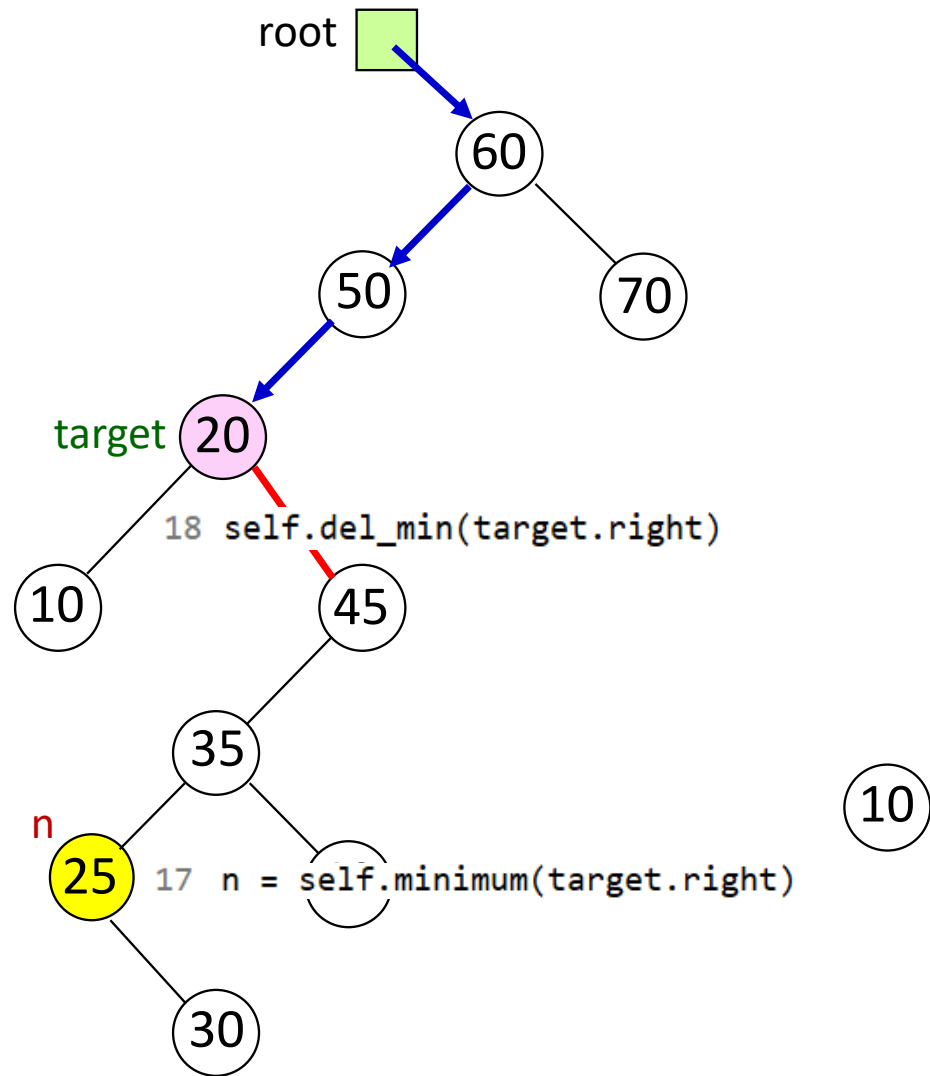 root
60
50
70
target 20
18 self.del_min(target.right)
10
45
35
10
n
25
17 n = self.minimum(target.right)
30